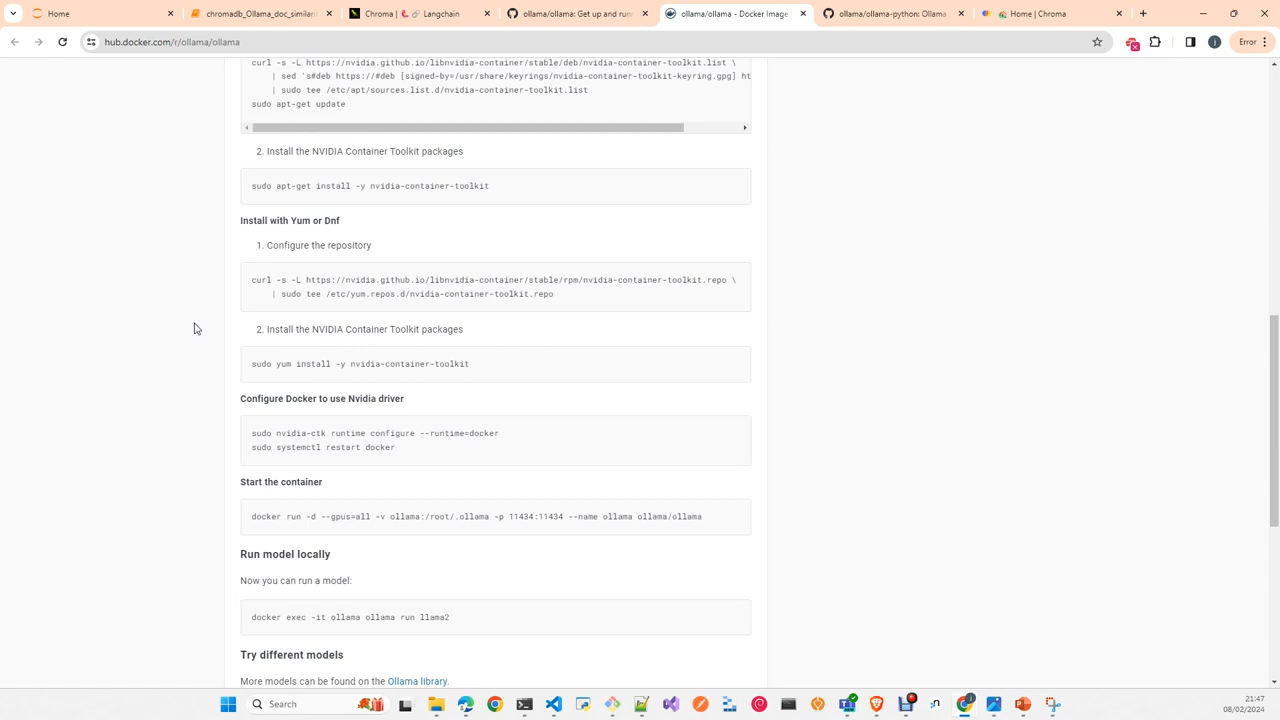 Home
chromadb_Ollama_doc_similari
Chroma | 🦜️🔗 Langchain
ollama/ollama: Get up and run
ollama/ollama - Docker Image
ollama/ollama-python: Ollama
Home | Chroma
hub.docker.com/r/ollama/ollama
Error
curl -s -L https://nvidia.github.io/libnvidia-container/stable/deb/nvidia-container-toolkit.list \
| sed 's#deb https://#deb [signed-by=/usr/share/keyrings/nvidia-container-toolkit-keyring.gpg] ht
| sudo tee /etc/apt/sources.list.d/nvidia-container-toolkit.list
sudo apt-get update
2. Install the NVIDIA Container Toolkit packages
sudo apt-get install -y nvidia-container-toolkit
Install with Yum or Dnf
1. Configure the repository
curl -s -L https://nvidia.github.io/libnvidia-container/stable/rpm/nvidia-container-toolkit.repo \
| sudo tee /etc/yum.repos.d/nvidia-container-toolkit.repo
2. Install the NVIDIA Container Toolkit packages
sudo yum install -y nvidia-container-toolkit
Configure Docker to use Nvidia driver
sudo nvidia-ctk runtime configure --runtime=docker
sudo systemctl restart docker
Start the container
docker run -d --gpus=all -v ollama:/root/.ollama -p 11434:11434 --name ollama ollama/ollama
Run model locally
Now you can run a model:
docker exec -it ollama ollama run llama2
Try different models
More models can be found on the Ollama library.
Search
21:47
08/02/2024